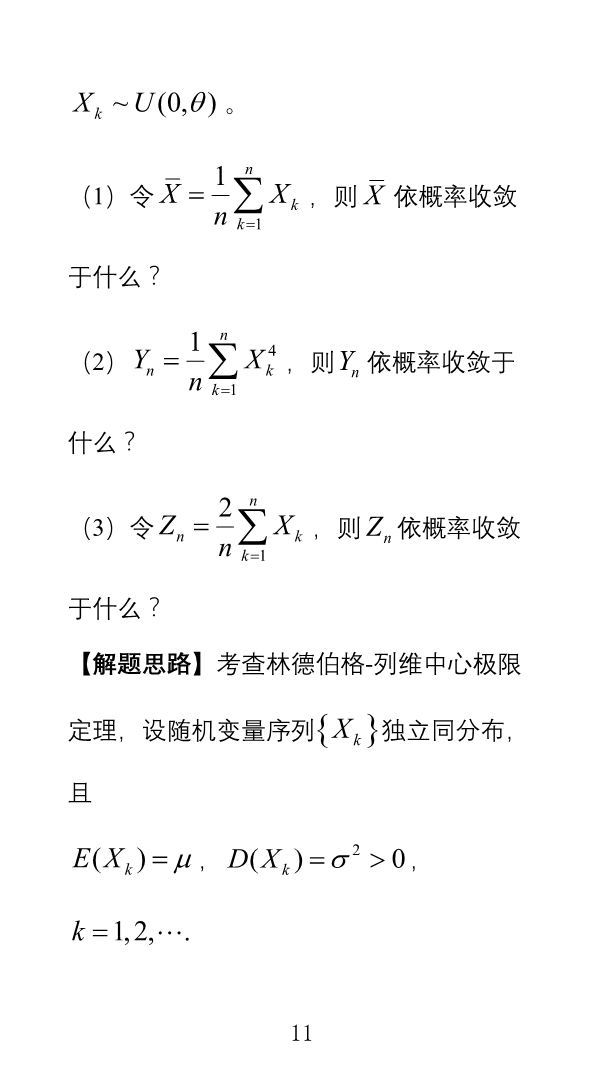 $X_k \sim U(0,\theta)$。
（1）令 $\overline{X} = \frac{1}{n}\sum_{k=1}^{n} X_k$，则 $\overline{X}$ 依概率收敛
于什么？
（2）$Y_n = \frac{1}{n}\sum_{k=1}^{n} X_k^4$，则 $Y_n$ 依概率收敛于
什么？
（3）令 $Z_n = \frac{2}{n}\sum_{k=1}^{n} X_k$，则 $Z_n$ 依概率收敛
于什么？
【解题思路】考查林德伯格-列维中心极限
定理，设随机变量序列 $\{X_k\}$ 独立同分布，
且
$E(X_k) = \mu$，$D(X_k) = \sigma^2 > 0$，
$k = 1, 2, \cdots.$
11